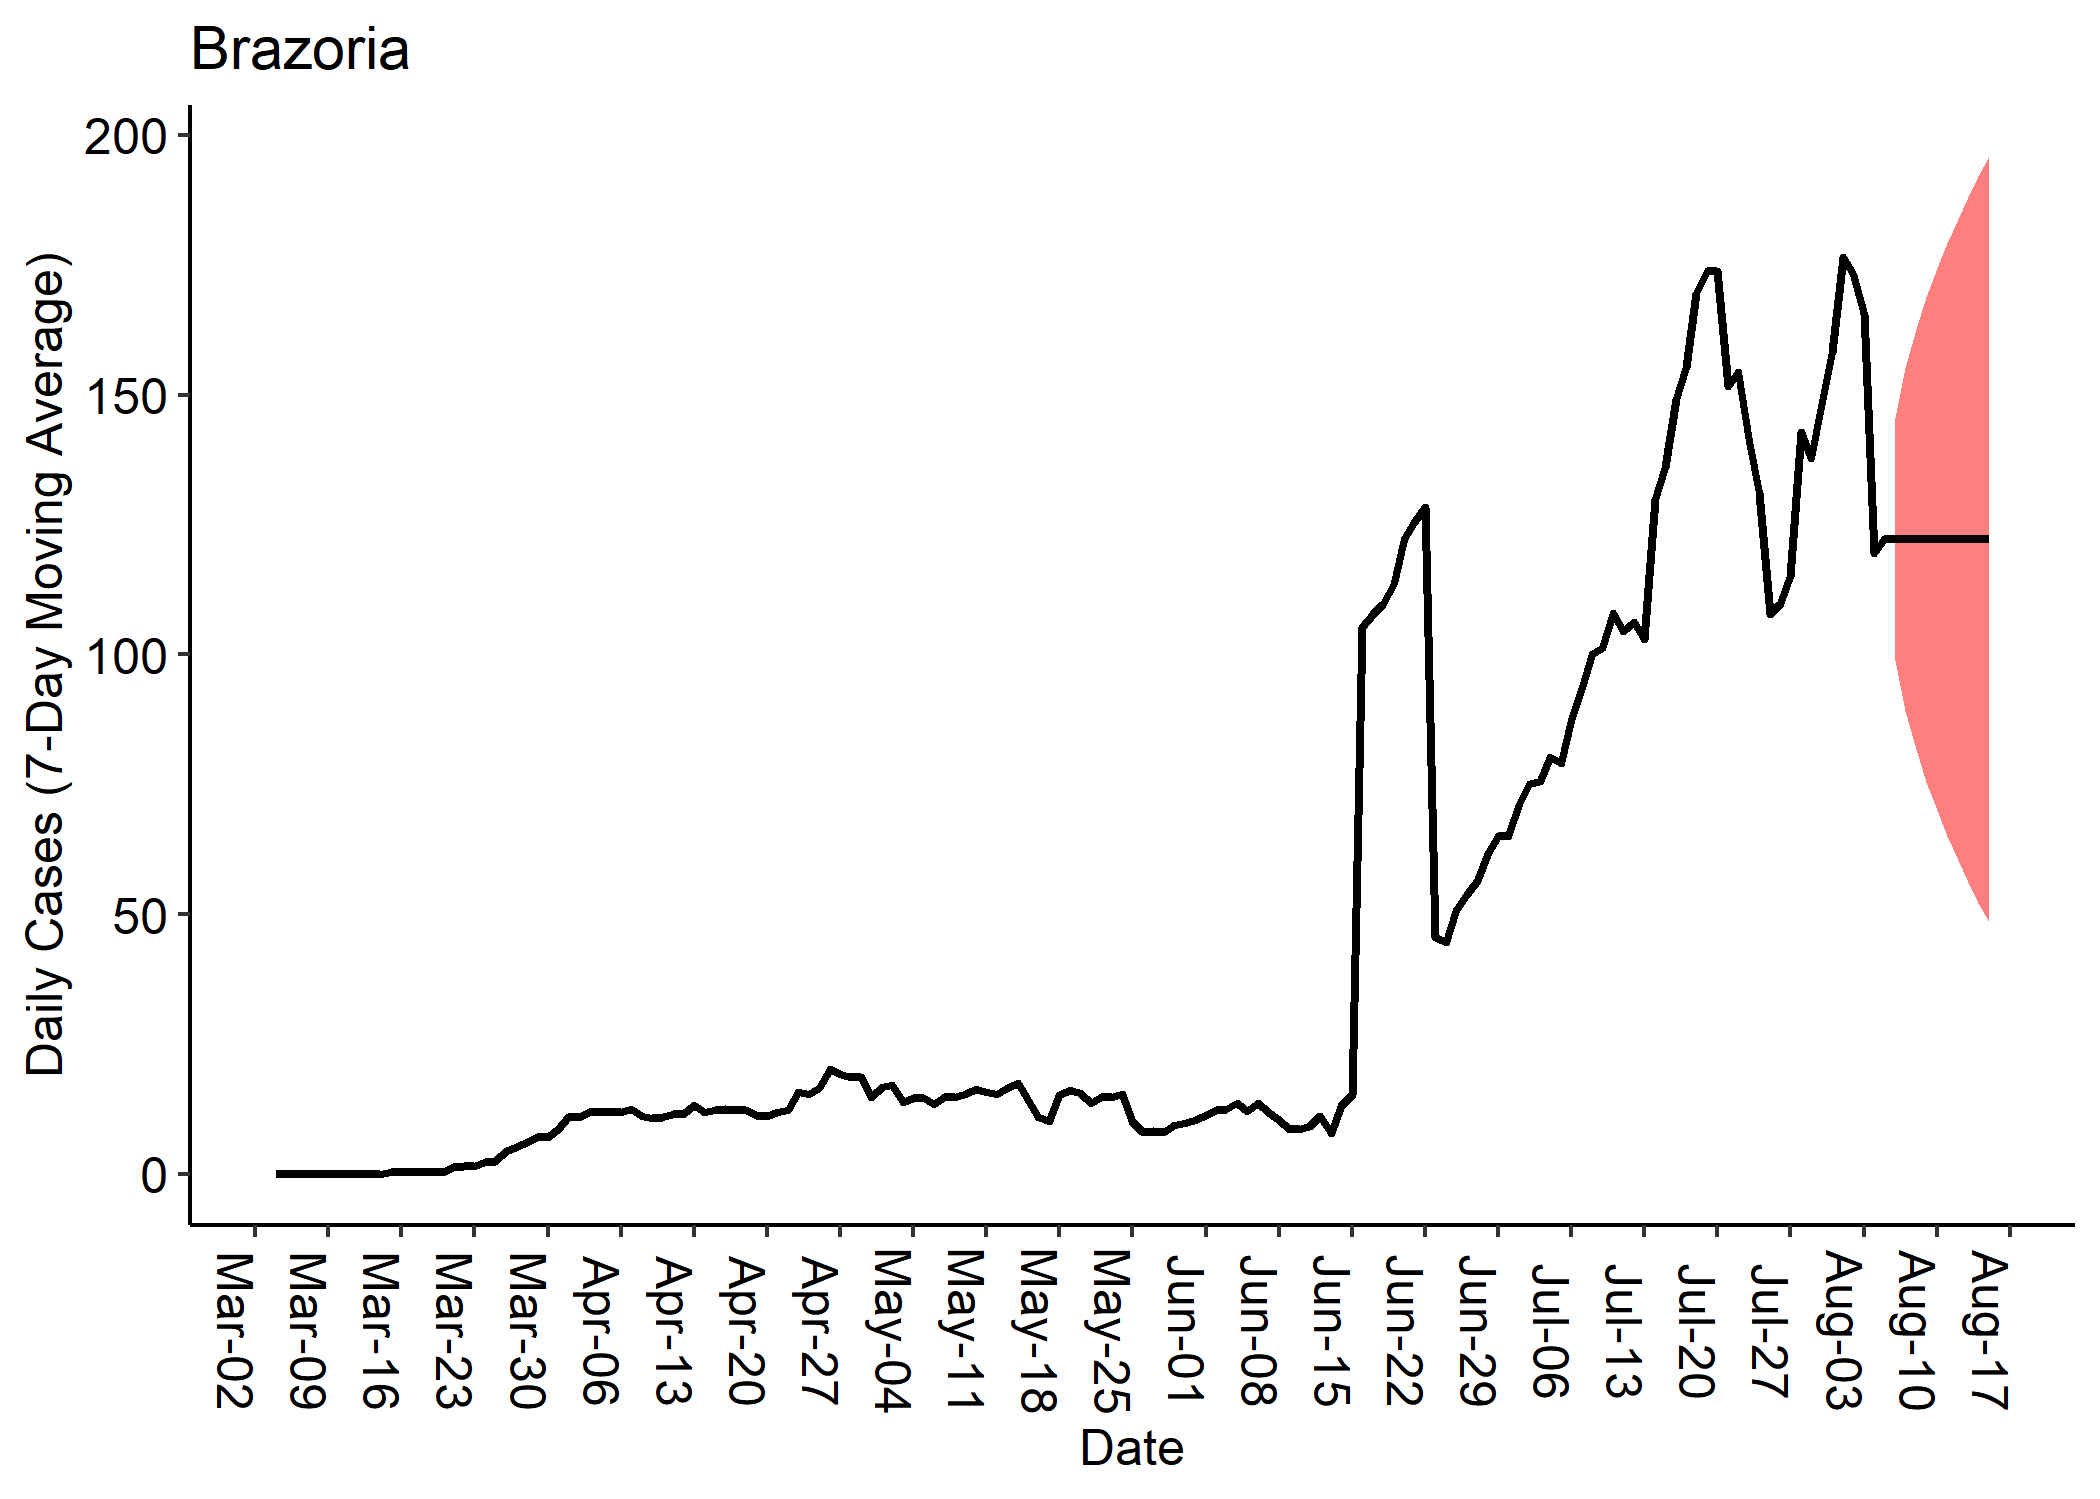 Brazoria
Daily Cases (7-Day Moving Average)
200
150
100
50
0
Mar-02
Mar-09
Mar-16
Mar-23
Mar-30
Apr-06
Apr-13
Apr-20
Apr-27
May-04
May-11
May-18
May-25
Jun-01
Jun-08
Jun-15
Jun-22
Jun-29
Jul-06
Jul-13
Jul-20
Jul-27
Aug-03
Aug-10
Aug-17
Date